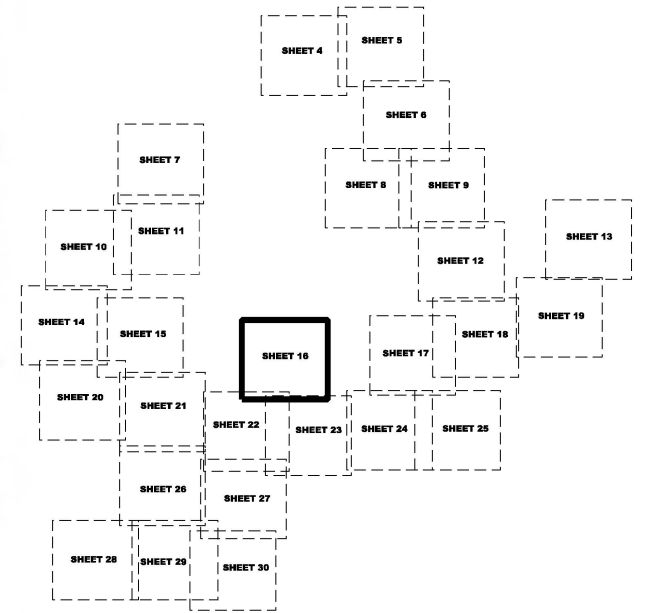 SHEET 4
SHEET 5
SHEET 6
SHEET 7
SHEET 8
SHEET 9
SHEET 10
SHEET 11
SHEET 12
SHEET 13
SHEET 14
SHEET 15
SHEET 16
SHEET 17
SHEET 18
SHEET 19
SHEET 20
SHEET 21
SHEET 22
SHEET 23
SHEET 24
SHEET 25
SHEET 26
SHEET 27
SHEET 28
SHEET 29
SHEET 30